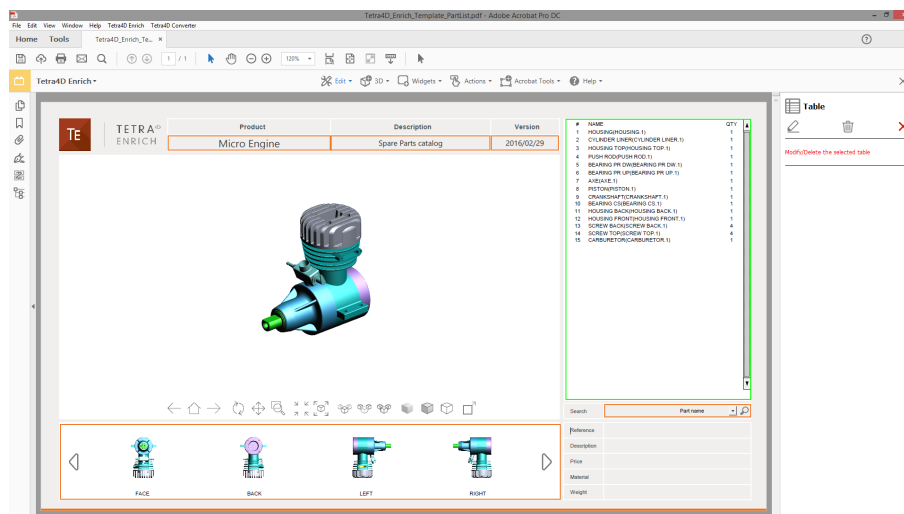 Tetra4D_Enrich_Template_PartList.pdf - Adobe Acrobat Pro DC
File Edit View Window Help Tetra4D Enrich Tetra4D Converter
Home Tools Tetra4D_Enrich_Te... ×
1 / 1 120%
Tetra4D Enrich Edit 3D Widgets Actions Acrobat Tools Help
Table
Modify/Delete the selected table
TE TETRA4D ENRICH
Product Description Version
Micro Engine Spare Parts catalog 2016/02/29
# NAME QTY
1 HOUSING(HOUSING.1) 1
2 CYLINDER LINER(CYLINDER LINER.1) 1
3 HOUSING TOP(HOUSING TOP.1) 1
4 PUSH ROD(PUSH ROD.1) 1
5 BEARING PR DW(BEARING PR DW.1) 1
6 BEARING PR UP(BEARING PR UP.1) 1
7 AXE(AXE.1) 1
8 PISTON(PISTON.1) 1
9 CRANKSHAFT(CRANKSHAFT.1) 1
10 BEARING CS(BEARING CS.1) 1
11 HOUSING BACK(HOUSING BACK.1) 1
12 HOUSING FRONT(HOUSING FRONT.1) 1
13 SCREW BACK(SCREW BACK.1) 4
14 SCREW TOP(SCREW TOP.1) 4
15 CARBURETOR(CARBURETOR.1) 1
Search Part name
Reference
Description
Price
Material
Weight
FACE BACK LEFT RIGHT